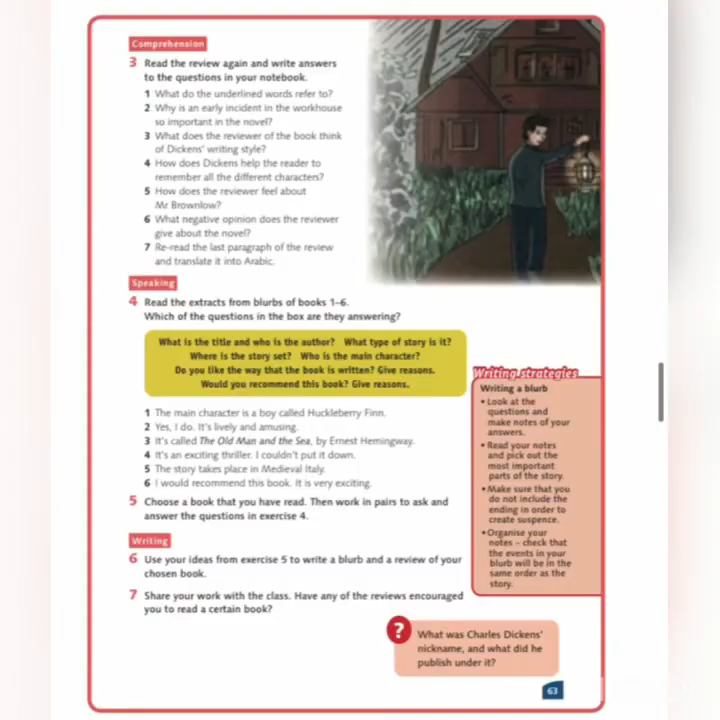 Comprehension
3 Read the review again and write answers
to the questions in your notebook.
1 What do the underlined words refer to?
2 Why is an early incident in the workhouse
so important in the novel?
3 What does the reviewer of the book think
of Dickens' writing style?
4 How does Dickens help the reader to
remember all the different characters?
5 How does the reviewer feel about
Mr Brownlow?
6 What negative opinion does the reviewer
give about the novel?
7 Re-read the last paragraph of the review
and translate it into Arabic.
Speaking
4 Read the extracts from blurbs of books 1–6.
Which of the questions in the box are they answering?
What is the title and who is the author? What type of story is it?
Where is the story set? Who is the main character?
Do you like the way that the book is written? Give reasons.
Would you recommend this book? Give reasons.
1 The main character is a boy called Huckleberry Finn.
2 Yes, I do. It's lively and amusing.
3 It's called The Old Man and the Sea, by Ernest Hemingway.
4 It's an exciting thriller. I couldn't put it down.
5 The story takes place in Medieval Italy.
6 I would recommend this book. It is very exciting.
5 Choose a book that you have read. Then work in pairs to ask and
answer the questions in exercise 4.
Writing
6 Use your ideas from exercise 5 to write a blurb and a review of your
chosen book.
7 Share your work with the class. Have any of the reviews encouraged
you to read a certain book?
Writing strategies
Writing a blurb
• Look at the
questions and
make notes of your
answers.
• Read your notes
and pick out the
most important
parts of the story.
• Make sure that you
do not include the
ending in order to
create suspense.
• Organise your
notes – check that
the events in your
blurb will be in the
same order as the
story.
? What was Charles Dickens'
nickname, and what did he
publish under it?
63